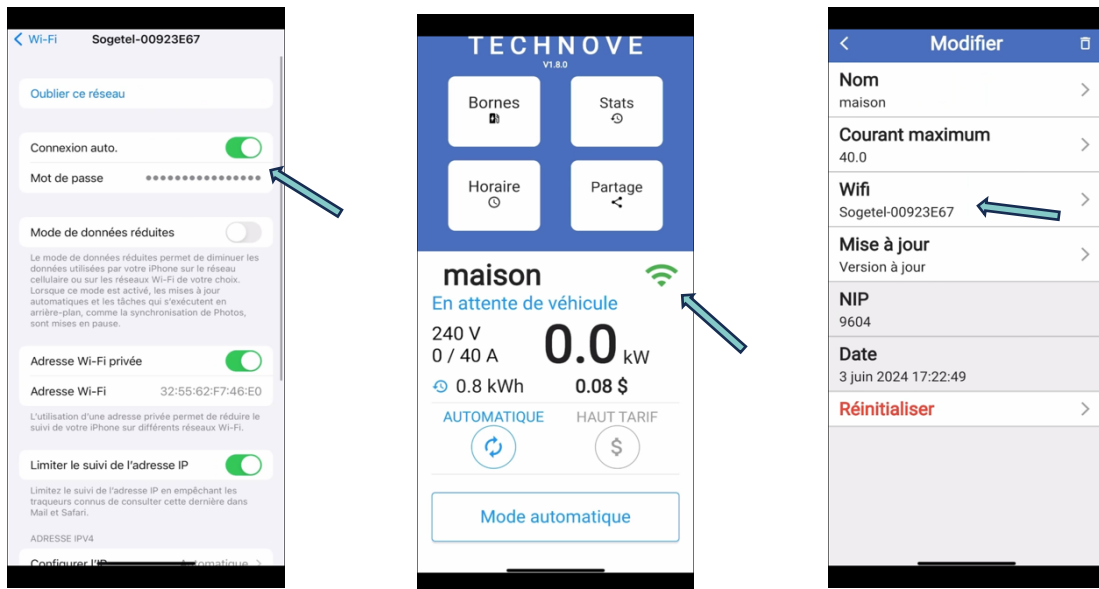 Wi-Fi
Sogetel-00923E67
Oublier ce réseau
Connexion auto.
Mot de passe ••••••••••••••••
Mode de données réduites
Le mode de données réduites permet de diminuer les
données utilisées par votre iPhone sur le réseau
cellulaire ou sur les réseaux Wi-Fi de votre choix.
Lorsque ce mode est activé, les mises à jour
automatiques et les tâches qui s'exécutent en
arrière-plan, comme la synchronisation de Photos,
sont mises en pause.
Adresse Wi-Fi privée
Adresse Wi-Fi 32:55:62:F7:46:E0
L'utilisation d'une adresse privée permet de réduire le
suivi de votre iPhone sur différents réseaux Wi-Fi.
Limiter le suivi de l'adresse IP
Limitez le suivi de l'adresse IP en empêchant les
traqueurs connus de consulter cette dernière dans
Mail et Safari.
ADRESSE IPV4
Configurer l'IP Automatique
TECHNOVE
V1.8.0
Bornes
Stats
Horaire
Partage
maison
En attente de véhicule
240 V
0 / 40 A
0.0 kW
0.8 kWh
0.08 $
AUTOMATIQUE
HAUT TARIF
$
Mode automatique
Modifier
Nom
maison
Courant maximum
40.0
Wifi
Sogetel-00923E67
Mise à jour
Version à jour
NIP
9604
Date
3 juin 2024 17:22:49
Réinitialiser